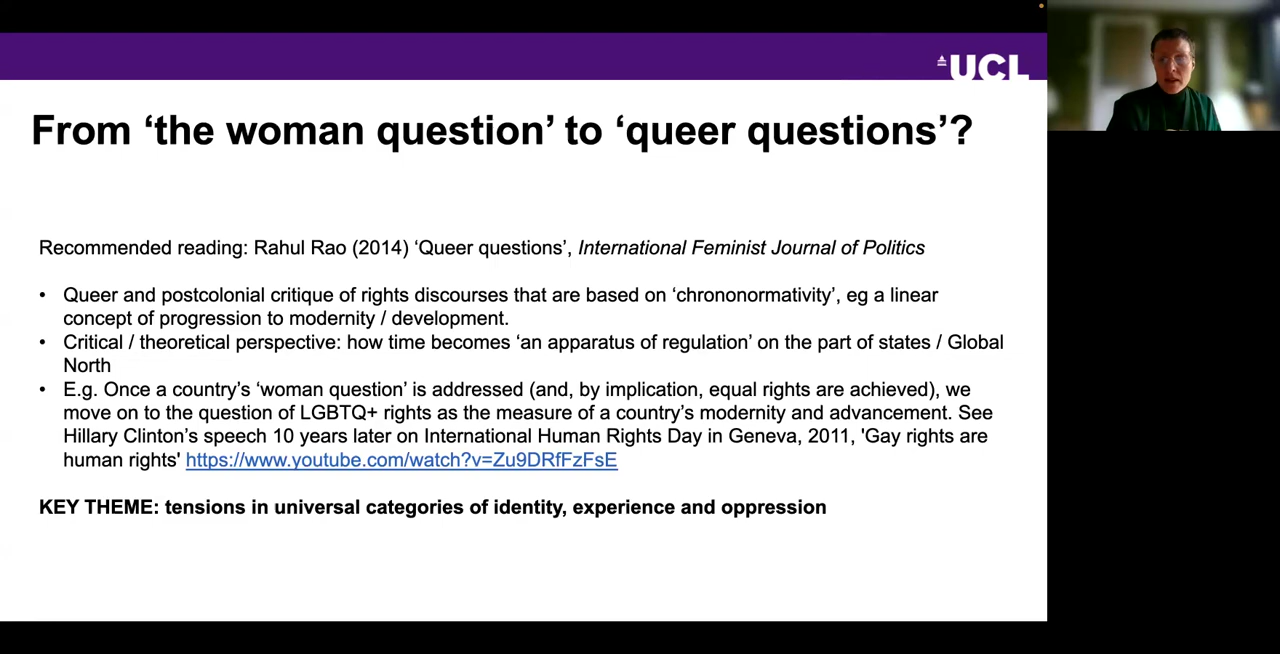 UCL
From ‘the woman question’ to ‘queer questions’?
Recommended reading: Rahul Rao (2014) ‘Queer questions’, International Feminist Journal of Politics
• Queer and postcolonial critique of rights discourses that are based on ‘chrononormativity’, eg a linear
concept of progression to modernity / development.
• Critical / theoretical perspective: how time becomes ‘an apparatus of regulation’ on the part of states / Global
North
• E.g. Once a country’s ‘woman question’ is addressed (and, by implication, equal rights are achieved), we
move on to the question of LGBTQ+ rights as the measure of a country’s modernity and advancement. See
Hillary Clinton’s speech 10 years later on International Human Rights Day in Geneva, 2011, 'Gay rights are
human rights' https://www.youtube.com/watch?v=Zu9DRfFzFsE
KEY THEME: tensions in universal categories of identity, experience and oppression